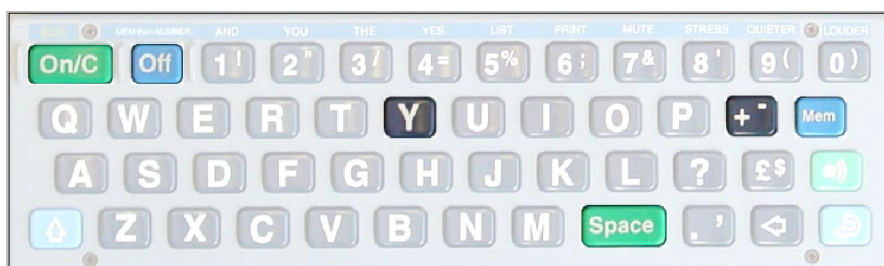 MEM then NUMBER AND YOU THE YES LIST PRINT MUTE STRESS QUIETER LOUDER
On/C Off 1! 2" 3/ 4= 5% 6; 7& 8' 9( 0)
Q W E R T Y U I O P +- Mem
A S D F G H J K L ? £$
Z X C V B N M Space . '